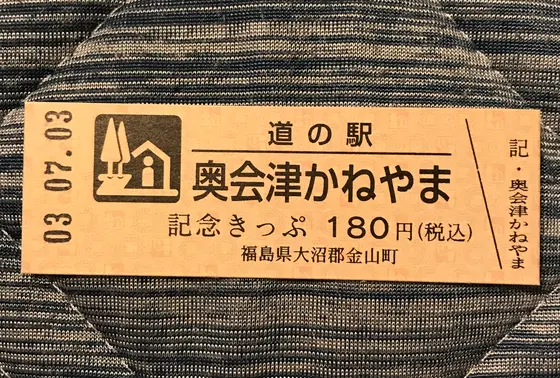 03.07.03
道の駅
奥会津かねやま
記念きっぷ 180円(税込)
福島県大沼郡金山町
記・奥会津かねやま